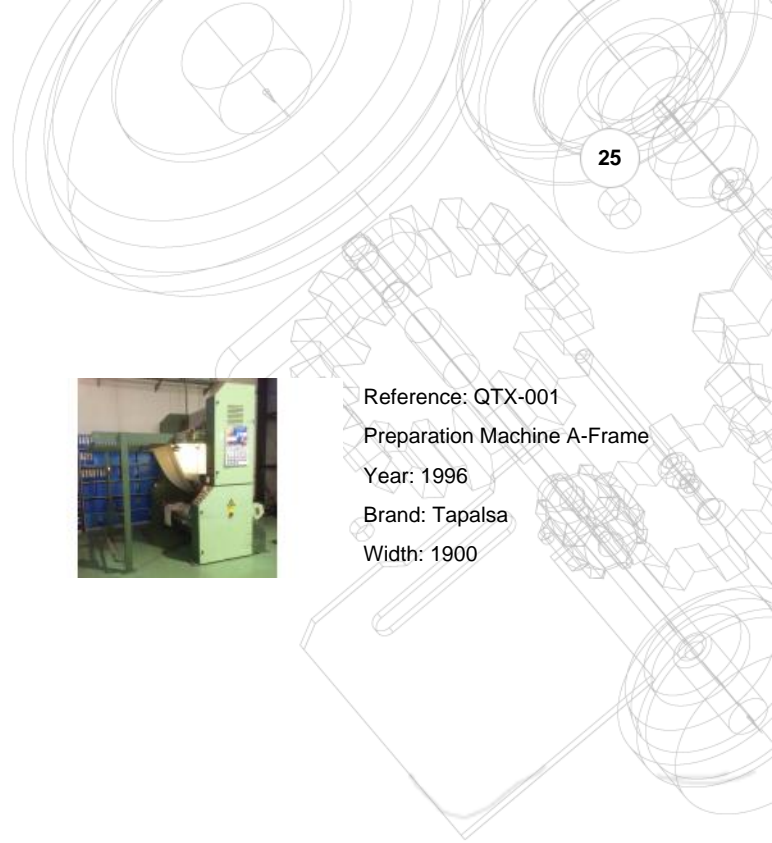 25
Reference: QTX-001
Preparation Machine A-Frame
Year: 1996
Brand: Tapalsa
Width: 1900